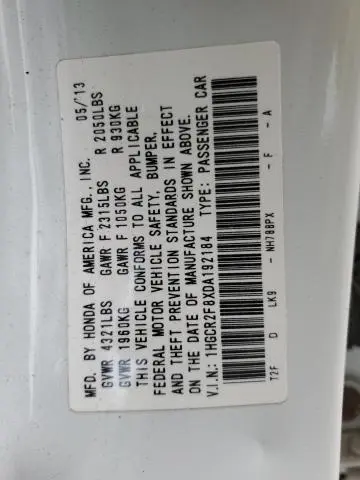 MFD. BY HONDA OF AMERICA MFG.,INC. 05/13
GVWR 4321LBS GAWR F 2315LBS R 2050LBS
GVWR 1960KG GAWR F 1050KG R 930KG
THIS VEHICLE CONFORMS TO ALL APPLICABLE
FEDERAL MOTOR VEHICLE SAFETY, BUMPER,
AND THEFT PREVENTION STANDARDS IN EFFECT
ON THE DATE OF MANUFACTURE SHOWN ABOVE.
V.I.N.: 1HGCR2F8XDA192184 TYPE: PASSENGER CAR
T2F D LK9 - NH788PX - F - A